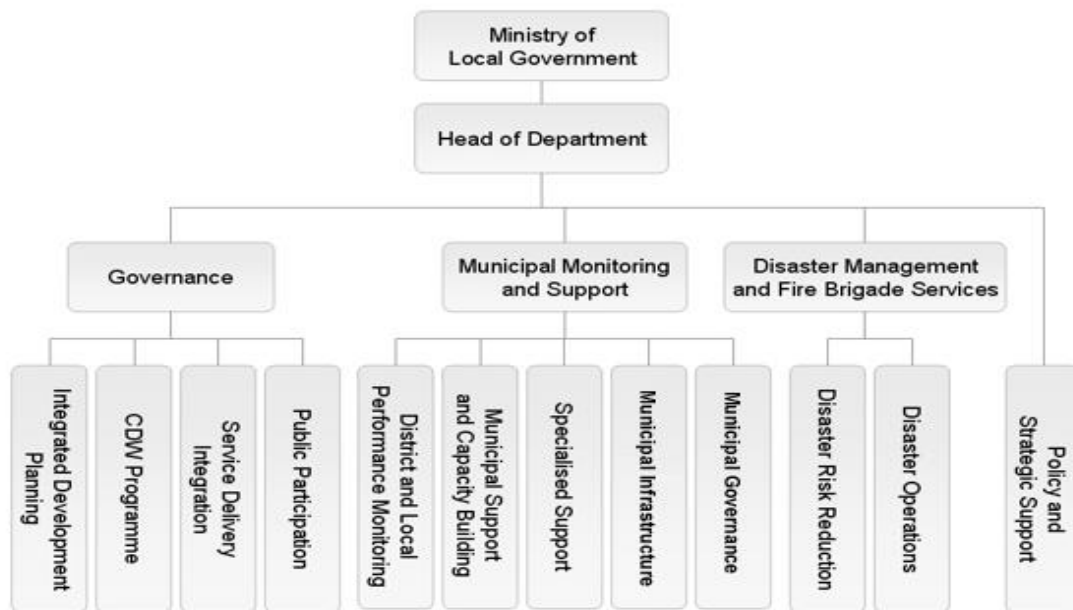 Ministry of
Local Government
Head of Department
Governance
Municipal Monitoring
and Support
Disaster Management
and Fire Brigade Services
Integrated Development
Planning
CDW Programme
Service Delivery
Integration
Public Participation
District and Local
Performance Monitoring
Municipal Support
and Capacity Building
Specialised Support
Municipal Infrastructure
Municipal Governance
Disaster Risk Reduction
Disaster Operations
Policy and
Strategic Support